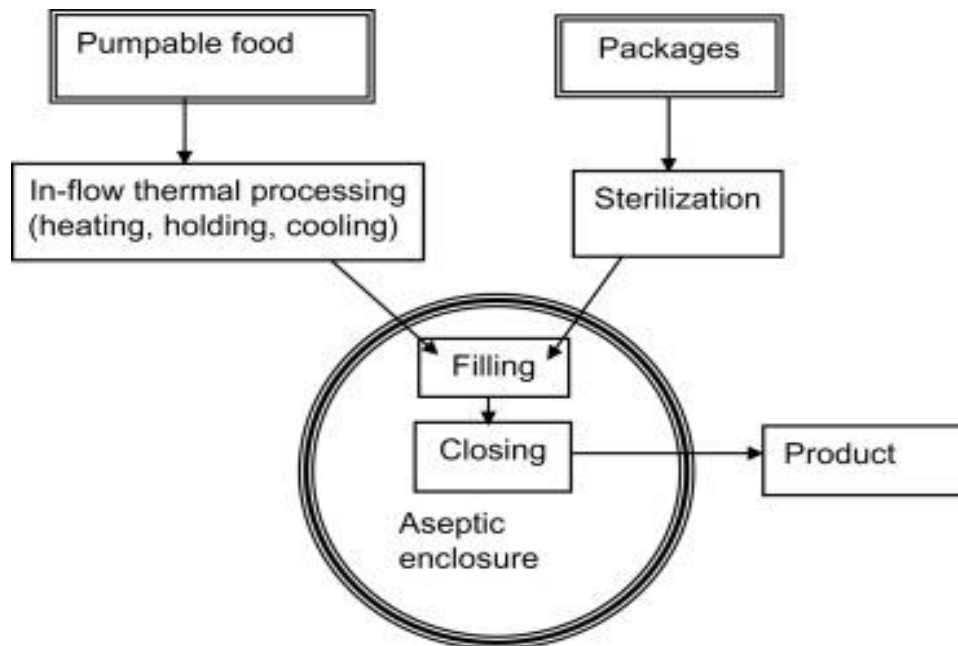 Pumpable food
Packages
In-flow thermal processing
(heating, holding, cooling)
Sterilization
Filling
Closing
Product
Aseptic
enclosure